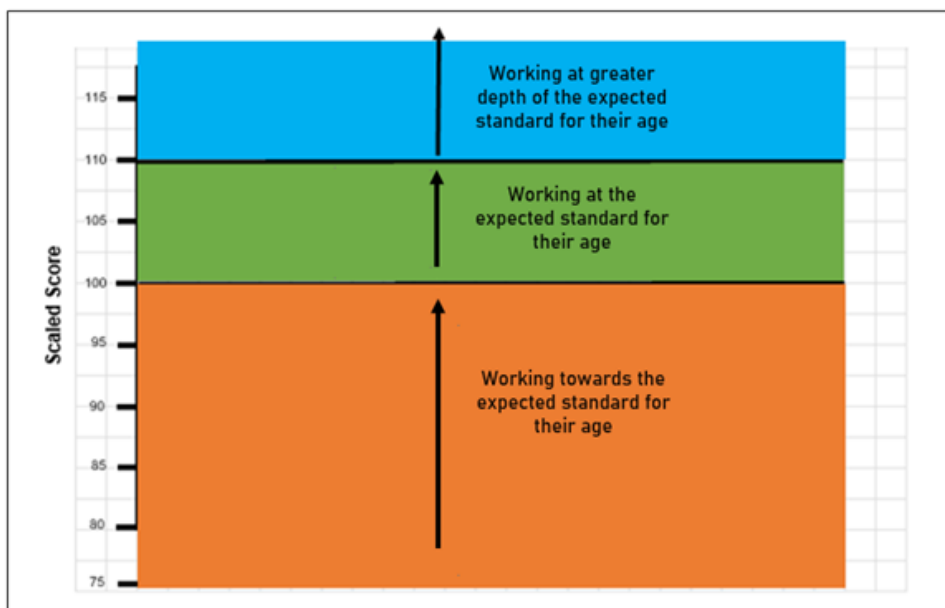 Working at greater
depth of the expected
standard for their age
115
110
Working at the
expected standard for
their age
105
100
Scaled Score
95
90
Working towards the
expected standard for
their age
85
80
75